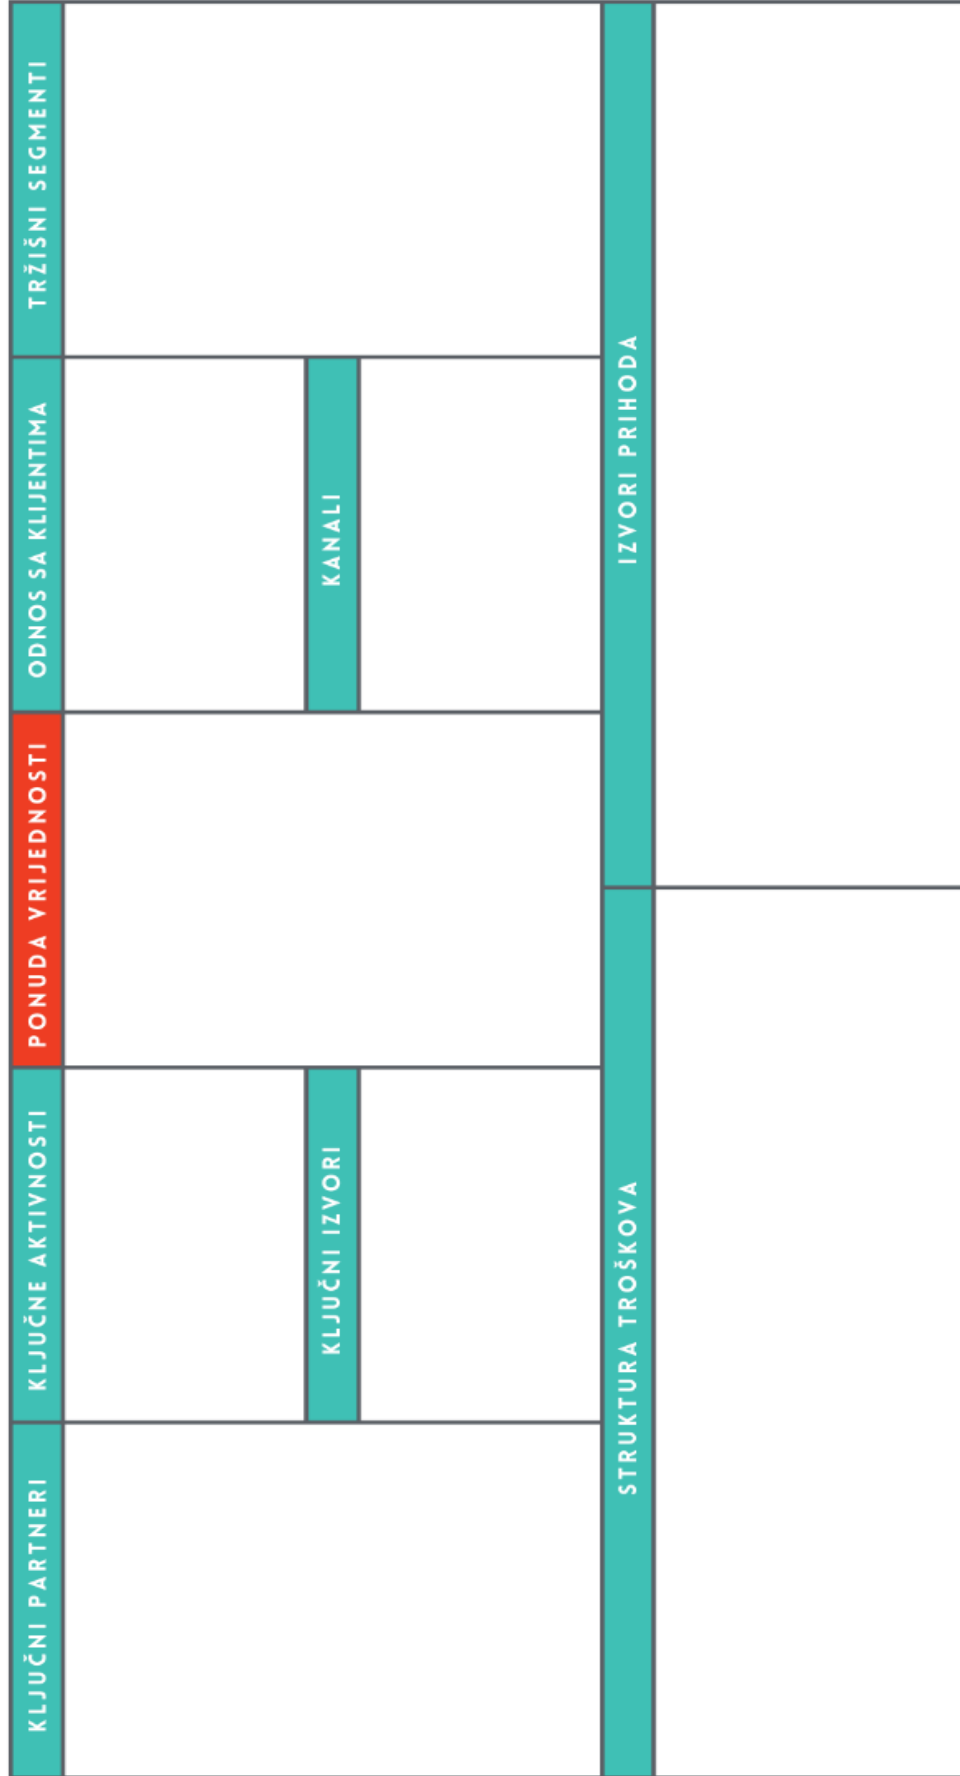 KLJUČNI PARTNERI
KLJUČNE AKTIVNOSTI
KLJUČNI IZVORI
PONUDA VRIJEDNOSTI
ODNOS SA KLIJENTIMA
KANALI
TRŽIŠNI SEGMENTI
STRUKTURA TROŠKOVA
IZVORI PRIHODA